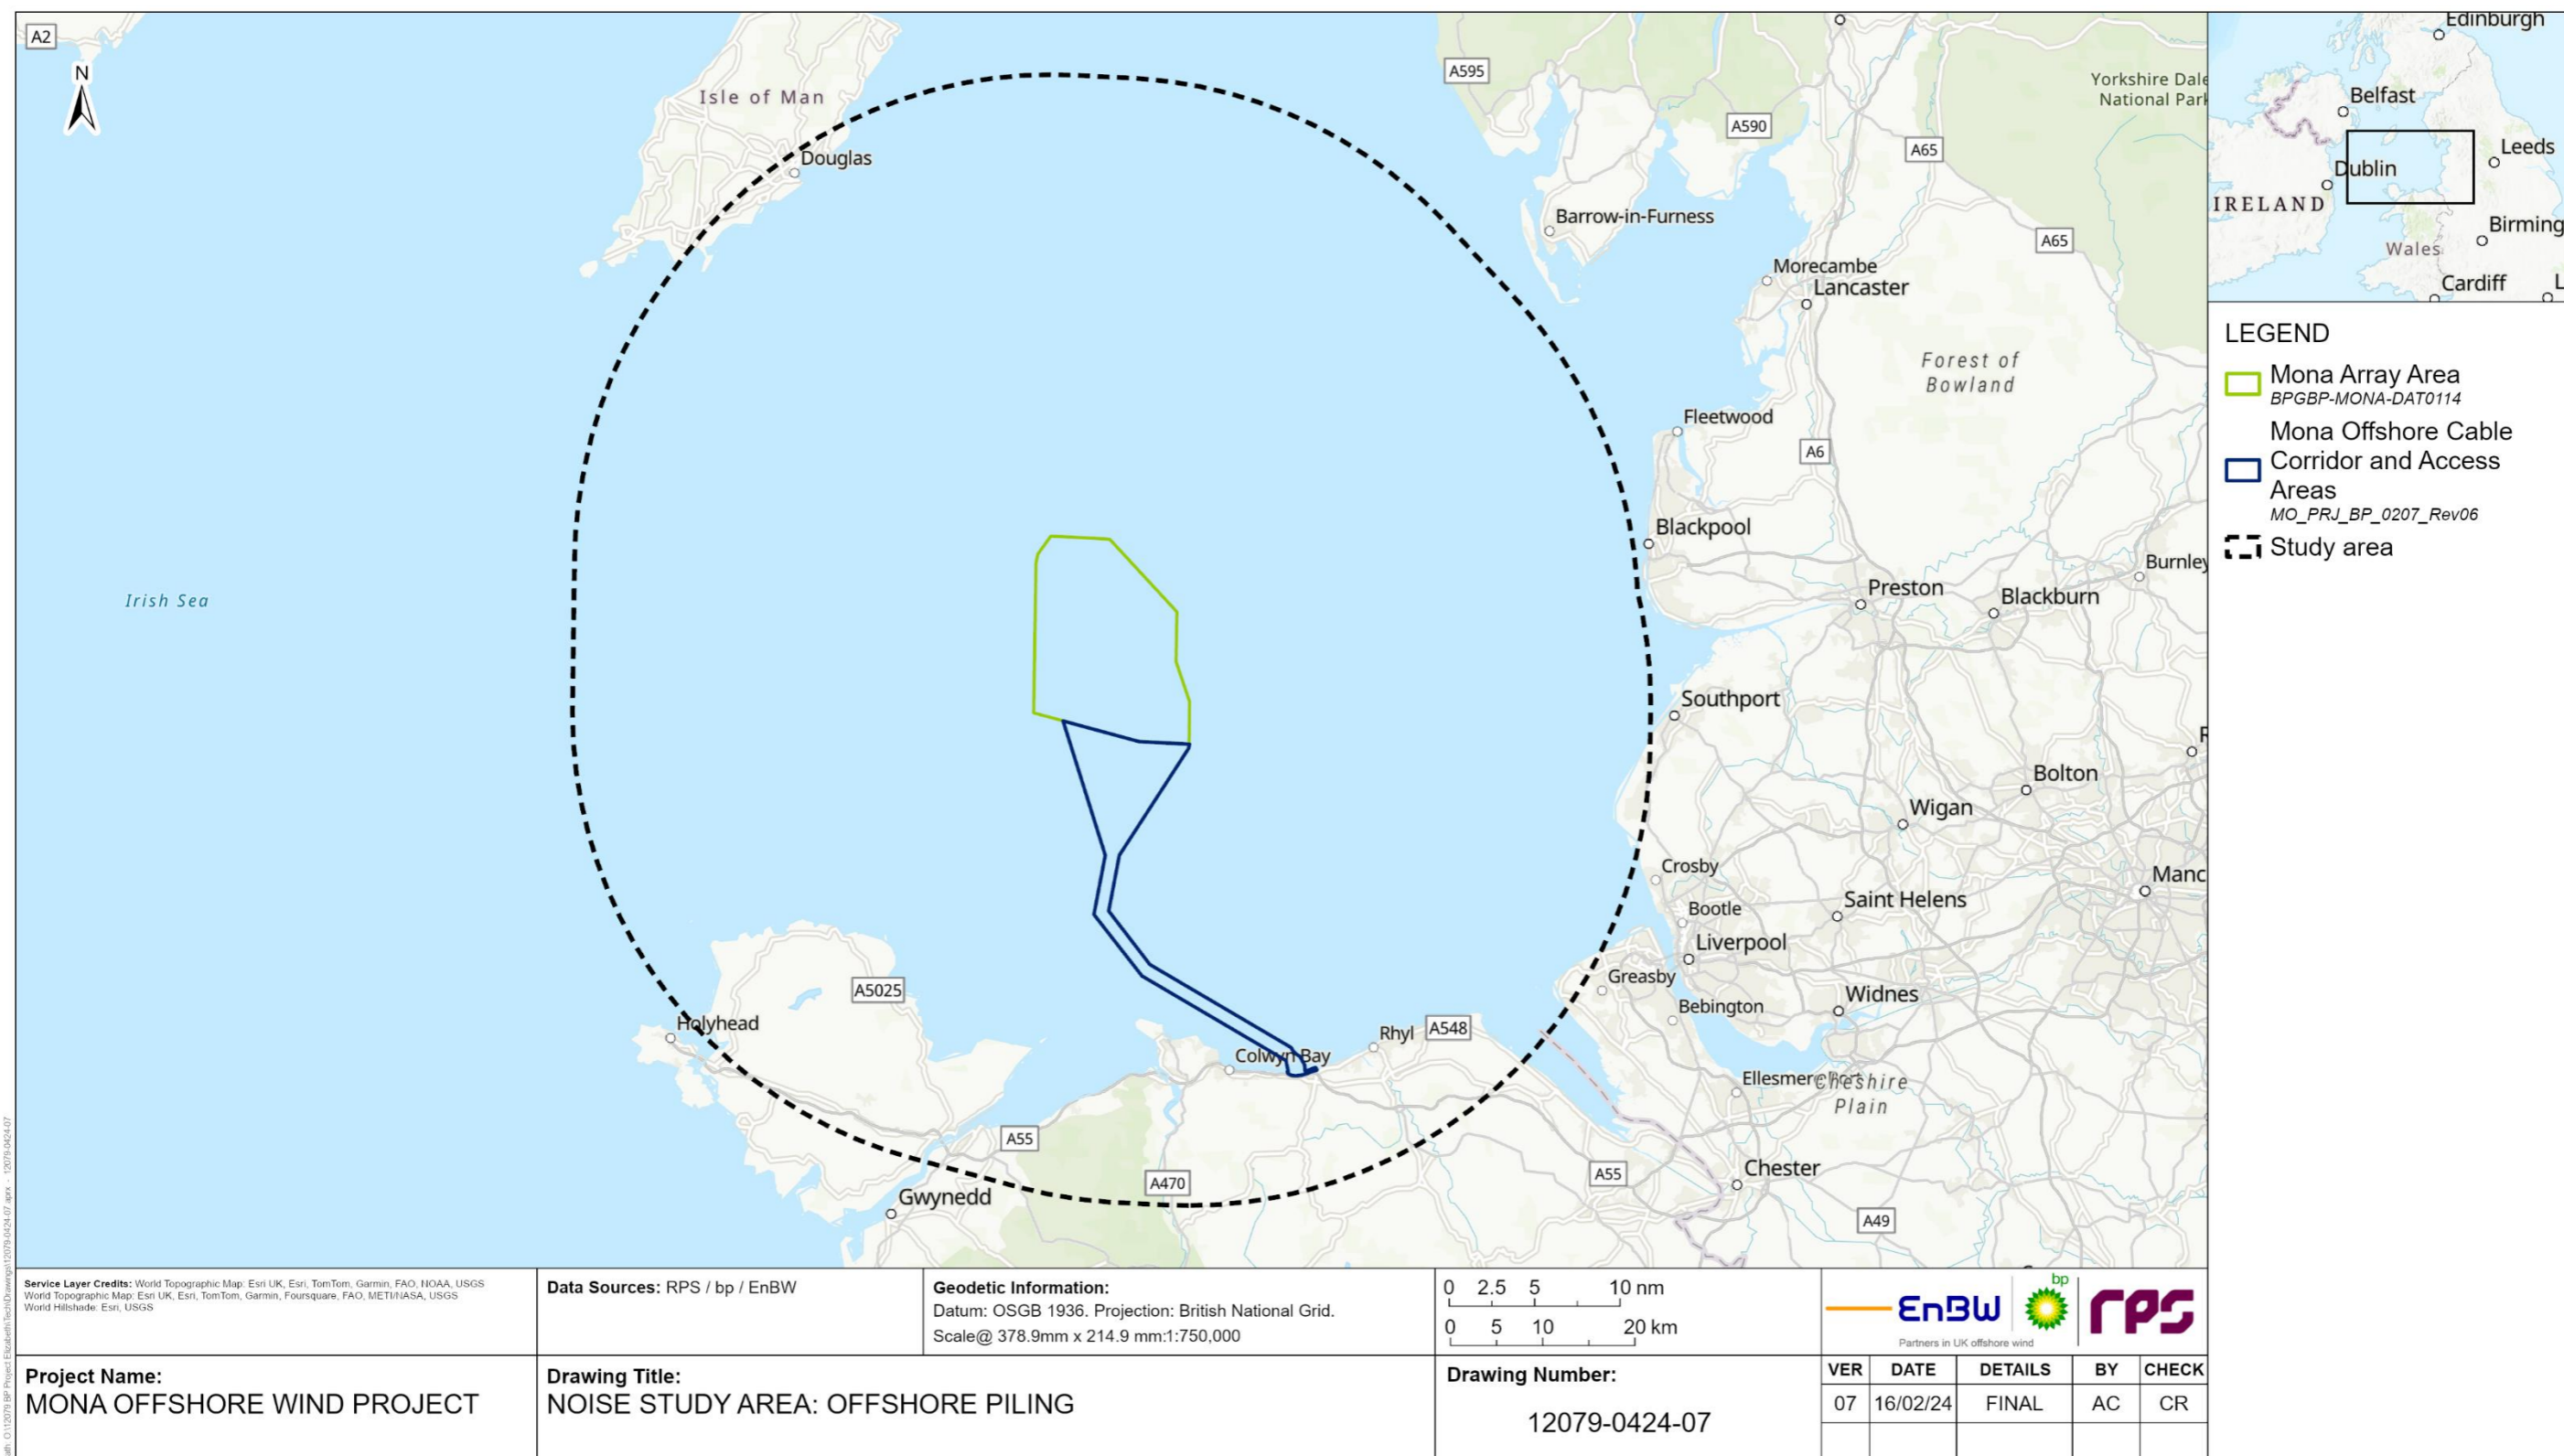 A2
N
Isle of Man
Douglas
A595
A590
A65
Yorkshire Dale
National Park
Barrow-in-Furness
A65
Morecambe
Lancaster
Forest of
Bowland
Fleetwood
A6
Blackpool
Burnley
Irish Sea
Preston
Blackburn
Southport
Bolton
Wigan
Crosby
Manc
Saint Helens
Bootle
Liverpool
A5025
Greasby
Widnes
Bebington
Holyhead
Rhyl
A548
Colwyn Bay
Cheshire
Plain
A55
A470
A55
Chester
Gwynedd
A49
Edinburgh
Belfast
Leeds
Dublin
IRELAND
Birming
Wales
Cardiff
L
LEGEND
Mona Array Area
BPGBP-MONA-DAT0114
Mona Offshore Cable
Corridor and Access
Areas
MO_PRJ_BP_0207_Rev06
Study area
Service Layer Credits: World Topographic Map: Esri UK, Esri, TomTom, Garmin, FAO, NOAA, USGS
World Topographic Map: Esri UK, Esri, TomTom, Garmin, Foursquare, FAO, METI/NASA, USGS
World Hillshade: Esri, USGS
Data Sources: RPS / bp / EnBW
Geodetic Information:
Datum: OSGB 1936. Projection: British National Grid.
Scale@ 378.9mm x 214.9 mm:1:750,000
0 2.5 5 10 nm
0 5 10 20 km
EnBW
bp
rps
Partners in UK offshore wind
Project Name:
MONA OFFSHORE WIND PROJECT
Drawing Title:
NOISE STUDY AREA: OFFSHORE PILING
Drawing Number:
12079-0424-07
VER DATE DETAILS BY CHECK
07 16/02/24 FINAL AC CR